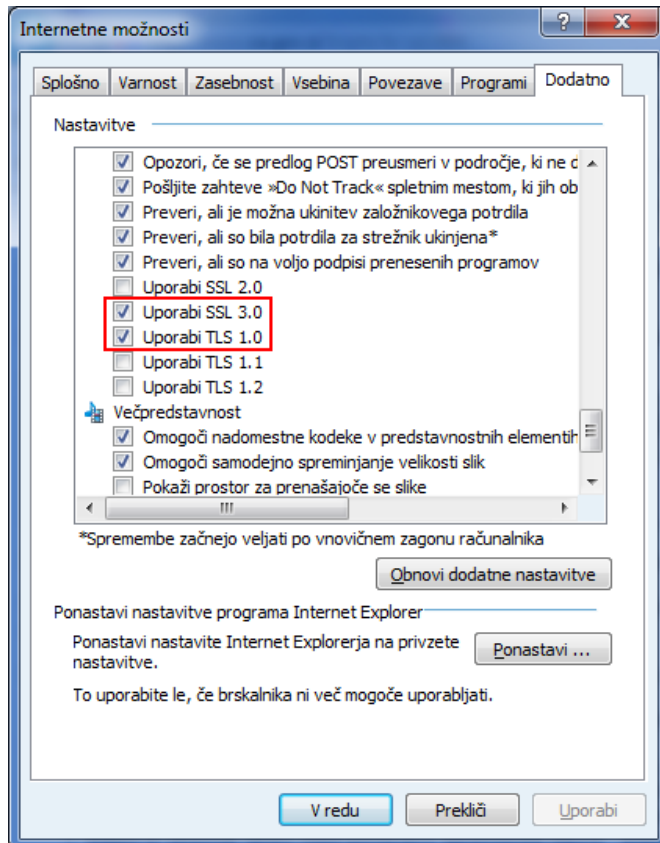 Internetne možnosti
Splošno Varnost Zasebnost Vsebina Povezave Programi Dodatno
Nastavitve
Opozori, če se predlog POST preusmeri v področje, ki ne
Pošljite zahteve »Do Not Track« spletnim mestom, ki jih ob
Preveri, ali je možna ukinitev založnikovega potrdila
Preveri, ali so bila potrdila za strežnik ukinjena*
Preveri, ali so na voljo podpisi prenesenih programov
Uporabi SSL 2.0
Uporabi SSL 3.0
Uporabi TLS 1.0
Uporabi TLS 1.1
Uporabi TLS 1.2
Večpredstavnost
Omogoči nadomestne kodeke v predstavnostnih elementih
Omogoči samodejno spreminjanje velikosti slik
Pokaži prostor za prenašajoče se slike
*Spremembe začnejo veljati po vnovičnem zagonu računalnika
Obnovi dodatne nastavitve
Ponastavi nastavitve programa Internet Explorer
Ponastavi nastavite Internet Explorerja na privzete
nastavitve.
Ponastavi ...
To uporabite le, če brskalnika ni več mogoče uporabljati.
V redu Prekliči Uporabi